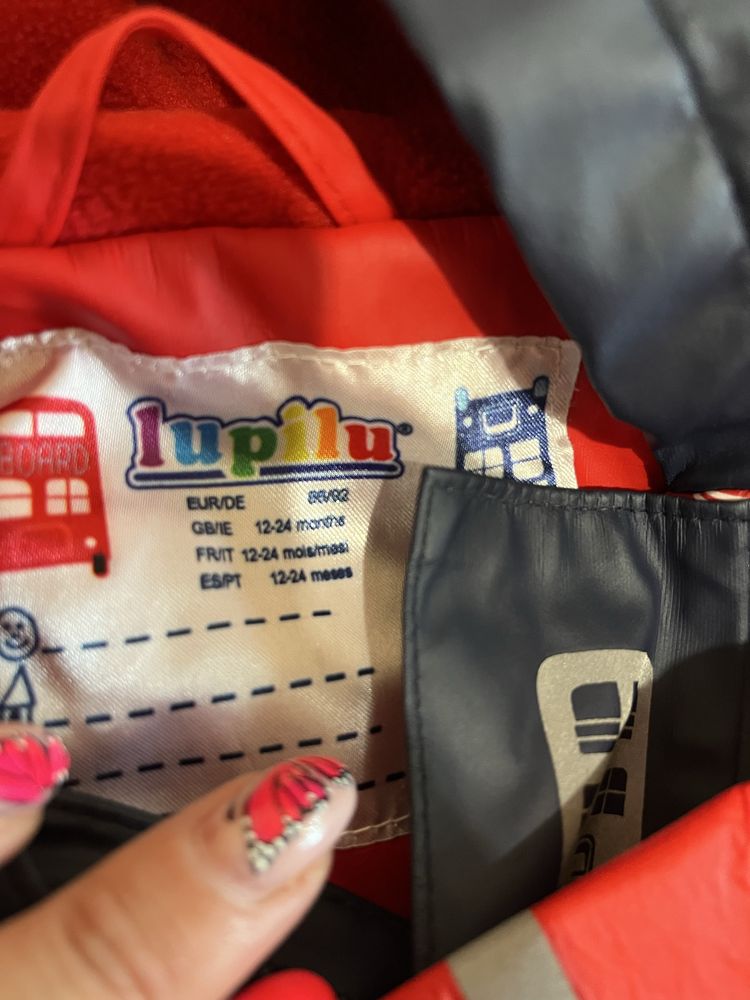 lupilu®
BOARD
EUR/DE 86/92
GB/IE 12-24 months
FR/IT 12-24 mois/mesi
ES/PT 12-24 meses